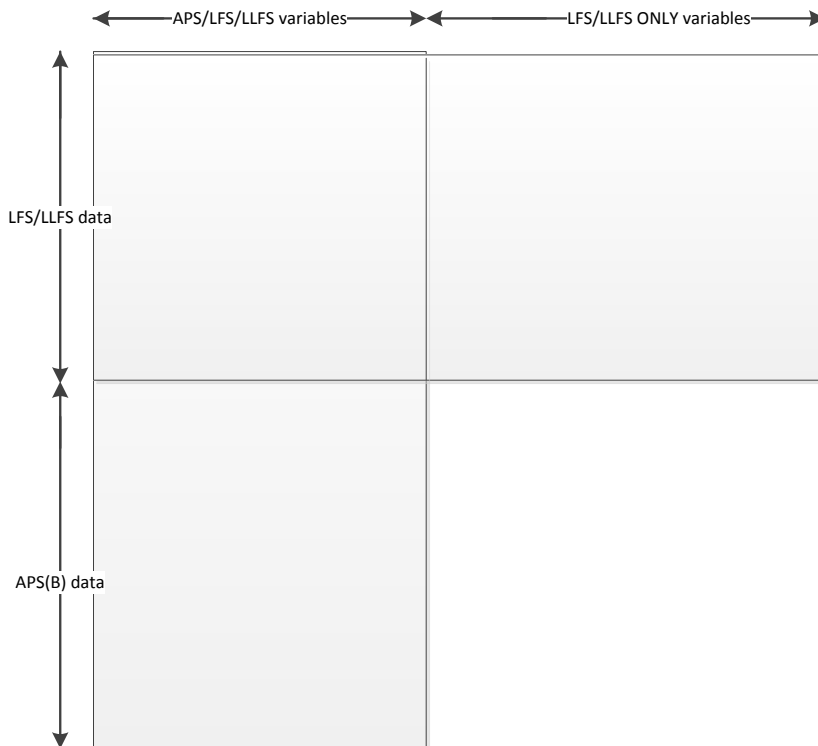 APS/LFS/LLFS variables
LFS/LLFS ONLY variables
LFS/LLFS data
APS(B) data